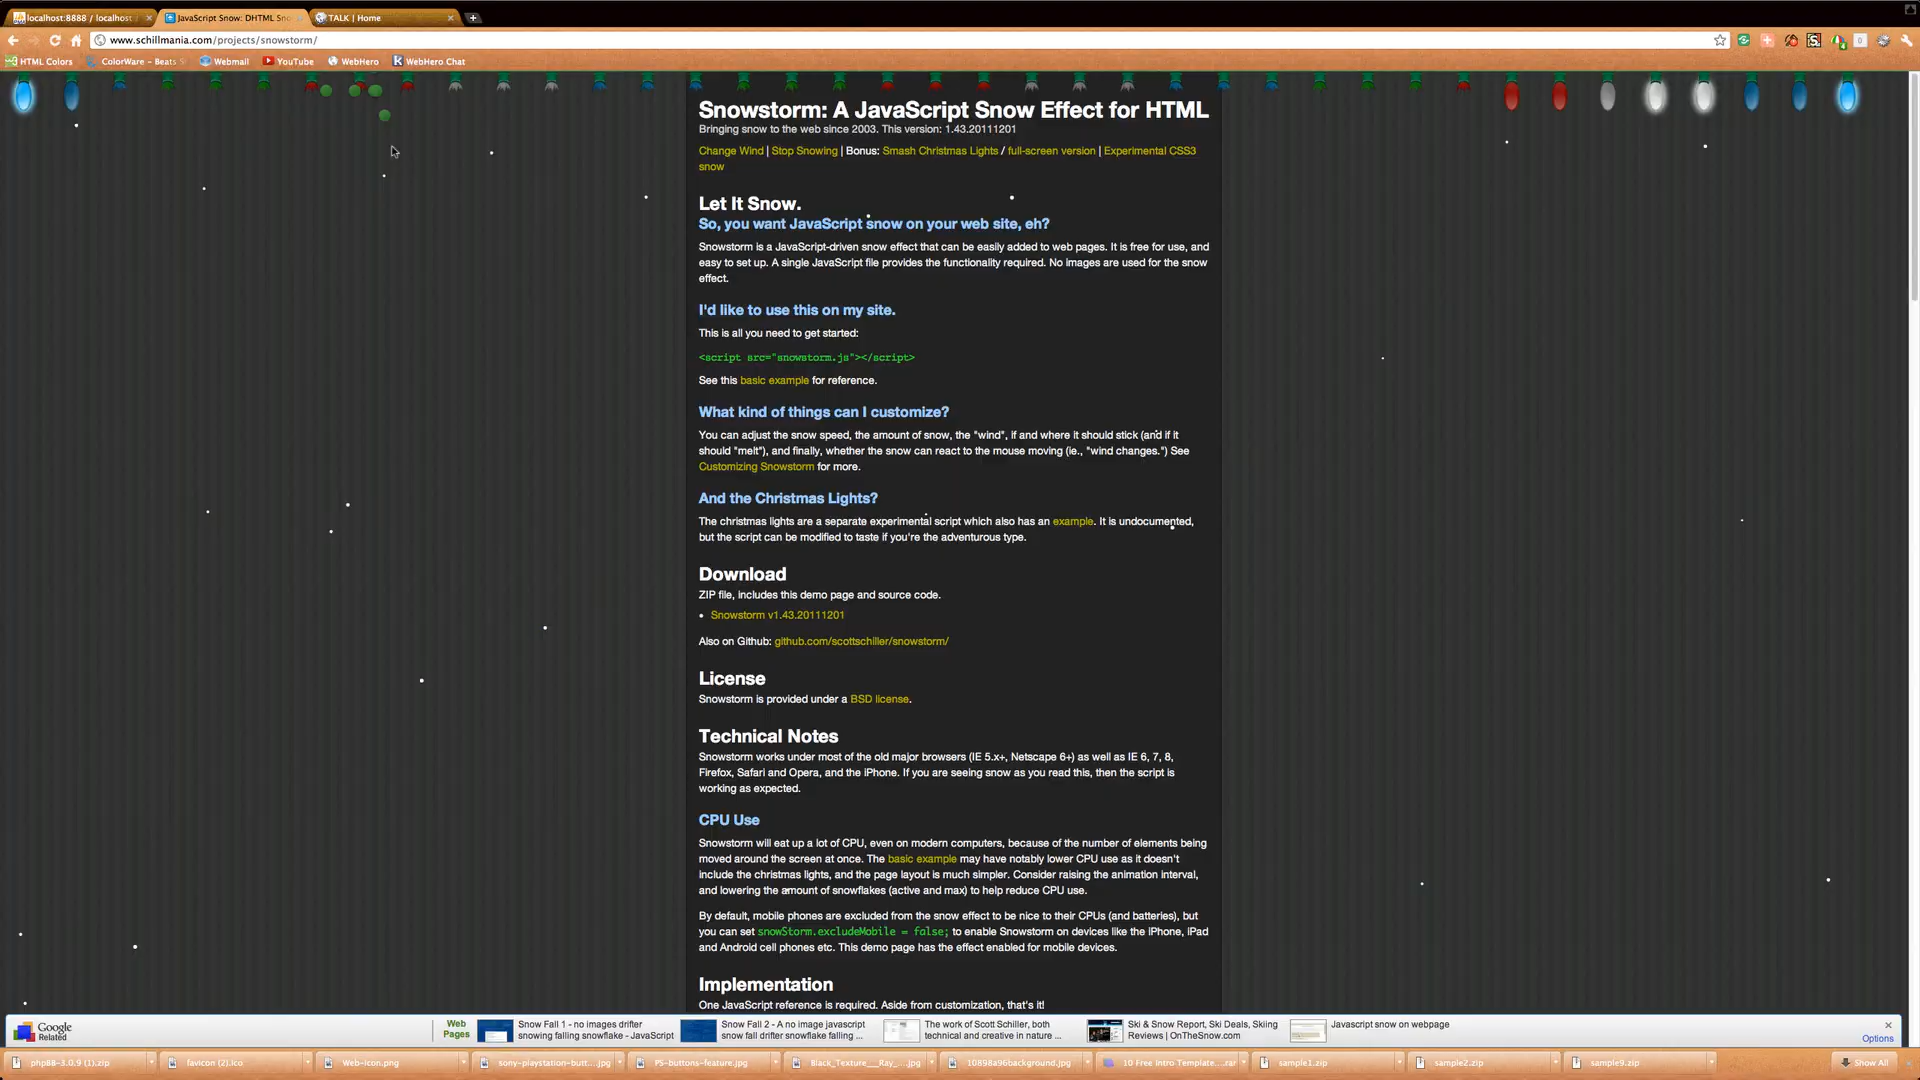 localhost:8888 / localhost
JavaScript Snow: DHTML Sno
TALK | Home
www.schillmania.com/projects/snowstorm/
HTML Colors
ColorWare - Beats
Webmail
YouTube
WebHero
WebHero Chat
Snowstorm: A JavaScript Snow Effect for HTML
Bringing snow to the web since 2003. This version: 1.43.20111201
Change Wind | Stop Snowing | Bonus: Smash Christmas Lights / full-screen version | Experimental CSS3
snow
Let It Snow.
So, you want JavaScript snow on your web site, eh?
Snowstorm is a JavaScript-driven snow effect that can be easily added to web pages. It is free for use, and
easy to set up. A single JavaScript file provides the functionality required. No images are used for the snow
effect.
I'd like to use this on my site.
This is all you need to get started:
<script src="snowstorm.js"></script>
See this basic example for reference.
What kind of things can I customize?
You can adjust the snow speed, the amount of snow, the "wind", if and where it should stick (and if it
should "melt"), and finally, whether the snow can react to the mouse moving (ie., "wind changes.") See
Customizing Snowstorm for more.
And the Christmas Lights?
The christmas lights are a separate experimental script which also has an example. It is undocumented,
but the script can be modified to taste if you're the adventurous type.
Download
ZIP file, includes this demo page and source code.
• Snowstorm v1.43.20111201
Also on Github: github.com/scottschiller/snowstorm/
License
Snowstorm is provided under a BSD license.
Technical Notes
Snowstorm works under most of the old major browsers (IE 5.x+, Netscape 6+) as well as IE 6, 7, 8,
Firefox, Safari and Opera, and the iPhone. If you are seeing snow as you read this, then the script is
working as expected.
CPU Use
Snowstorm will eat up a lot of CPU, even on modern computers, because of the number of elements being
moved around the screen at once. The basic example may have notably lower CPU use as it doesn't
include the christmas lights, and the page layout is much simpler. Consider raising the animation interval,
and lowering the amount of snowflakes (active and max) to help reduce CPU use.
By default, mobile phones are excluded from the snow effect to be nice to their CPUs (and batteries), but
you can set snowStorm.excludeMobile = false; to enable Snowstorm on devices like the iPhone, iPad
and Android cell phones etc. This demo page has the effect enabled for mobile devices.
Implementation
One JavaScript reference is required. Aside from customization, that's it!
Google
Related
Web
Pages
Snow Fall 1 - no images drifter
snowing falling snowflake - JavaScript
Snow Fall 2 - A no image javascript
snow fall drifter snowflake falling ...
The work of Scott Schiller, both
technical and creative in nature ...
Ski & Snow Report, Ski Deals, Skiing
Reviews | OnTheSnow.com
Javascript snow on webpage
Options
phpBB-3.0.9 (1).zip
favicon (2).ico
Web-Icon.png
sony-playstation-butt....jpg
PS-buttons-feature.jpg
Black_Texture__Ray_....jpg
10898a96background.jpg
10 Free Intro Template....rar
sample1.zip
sample2.zip
sample9.zip
Show All